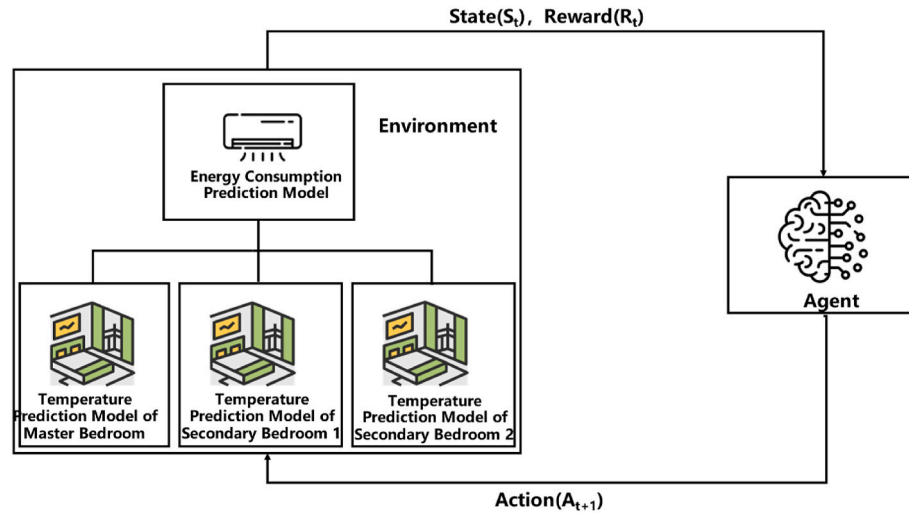 State(Sₜ), Reward(Rₜ)
Environment
Energy Consumption
Prediction Model
Agent
Temperature
Prediction Model of
Master Bedroom
Temperature
Prediction Model of
Secondary Bedroom 1
Temperature
Prediction Model of
Secondary Bedroom 2
Action(Aₜ₊₁)